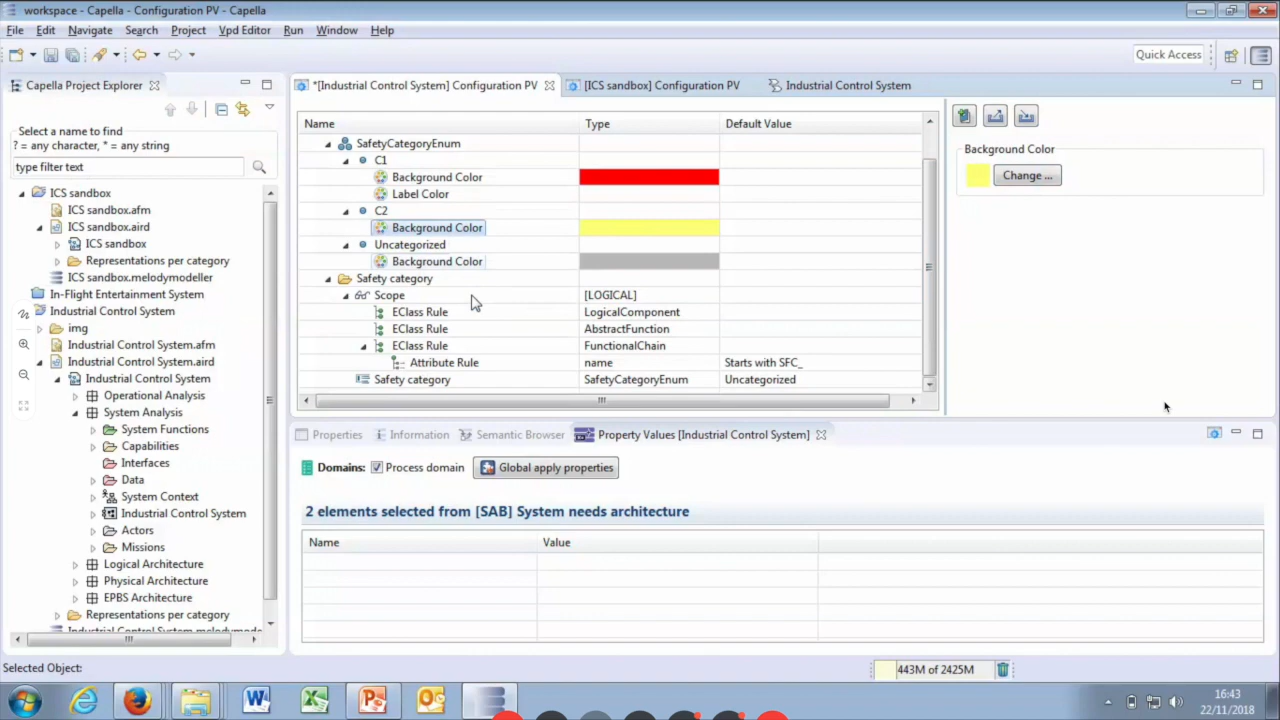 workspace - Capella - Configuration PV - Capella
File Edit Navigate Search Project Vpd Editor Run Window Help
Quick Access
Capella Project Explorer
Select a name to find
? = any character, * = any string
type filter text
ICS sandbox
ICS sandbox.afm
ICS sandbox.aird
ICS sandbox
Representations per category
ICS sandbox.melodymodeller
In-Flight Entertainment System
Industrial Control System
img
Industrial Control System.afm
Industrial Control System.aird
Industrial Control System
Operational Analysis
System Analysis
System Functions
Capabilities
Interfaces
Data
System Context
Industrial Control System
Actors
Missions
Logical Architecture
Physical Architecture
EPBS Architecture
Representations per category
Industrial Control System.melodymode
*[Industrial Control System] Configuration PV
[ICS sandbox] Configuration PV
Industrial Control System
Name Type Default Value
SafetyCategoryEnum
C1
Background Color
Label Color
C2
Background Color
Uncategorized
Background Color
Safety category
Scope [LOGICAL]
EClass Rule LogicalComponent
EClass Rule AbstractFunction
EClass Rule FunctionalChain
Attribute Rule name Starts with SFC_
Safety category SafetyCategoryEnum Uncategorized
Background Color
Change ...
Properties Information Semantic Browser Property Values [Industrial Control System]
Domains: Process domain Global apply properties
2 elements selected from [SAB] System needs architecture
Name Value
Selected Object:
443M of 2425M
16:43
22/11/2018